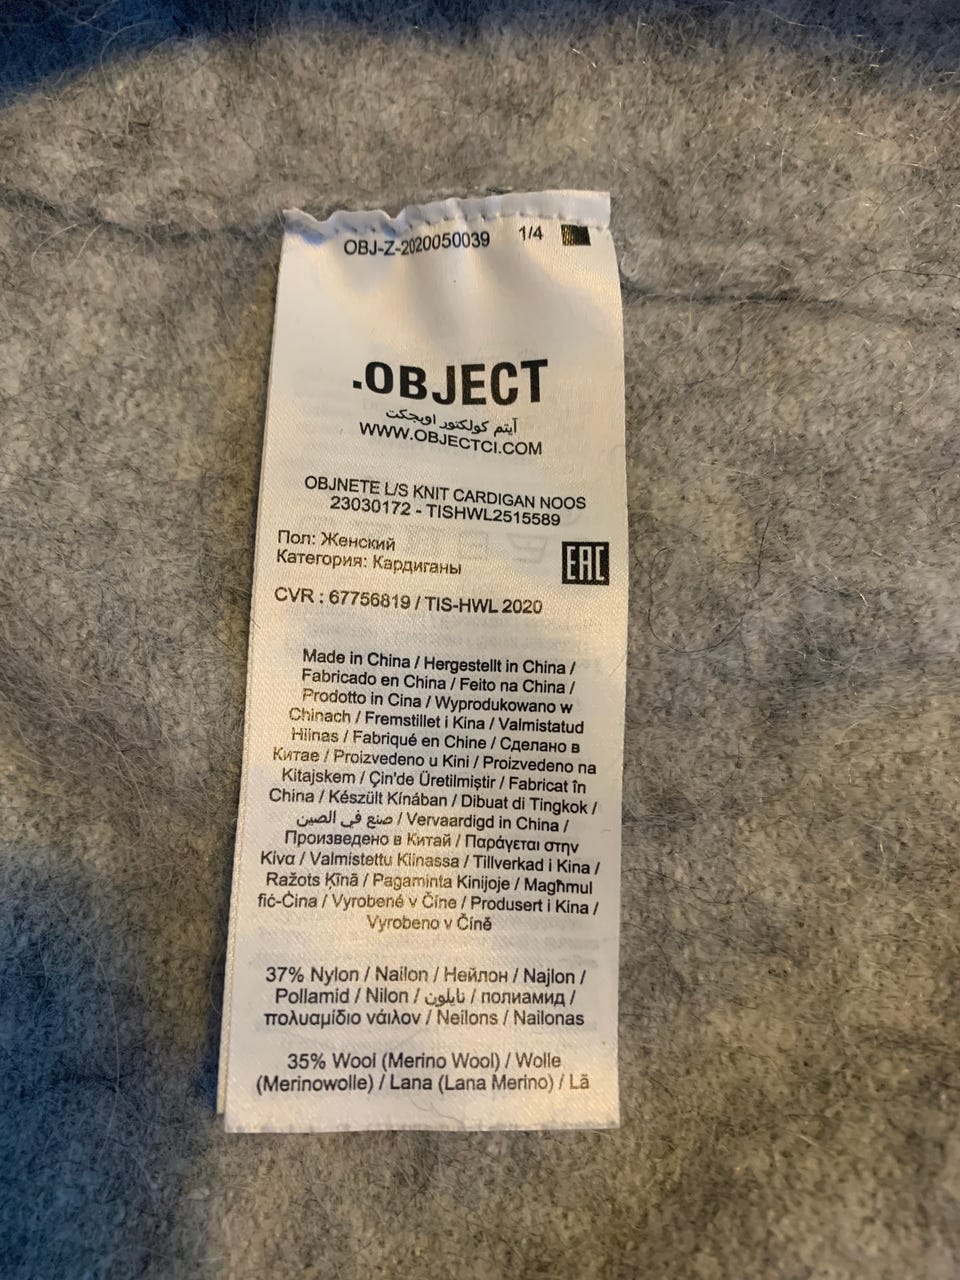 OBJ-Z-2020050039 1/4
.OBJECT
آيتم كولكتور اوبجكت
WWW.OBJECTCI.COM
OBJNETE L/S KNIT CARDIGAN NOOS
23030172 - TISHWL2515589
Пол: Женский
Категория: Кардиганы
EAC
CVR : 67756819 / TIS-HWL 2020
Made in China / Hergestellt in China /
Fabricado en China / Feito na China /
Prodotto in Cina / Wyprodukowano w
Chinach / Fremstillet i Kina / Valmistatud
Hiinas / Fabriqué en Chine / Сделано в
Китае / Proizvedeno u Kini / Proizvedeno na
Kitajskem / Çin'de Üretilmiştir / Fabricat în
China / Készült Kínában / Dibuat di Tingkok /
صنع في الصين / Vervaardigd in China /
Произведено в Китай / Παράγεται στην
Κίνα / Valmistettu Kiinassa / Tillverkad i Kina /
Ražots Ķīnā / Pagaminta Kinijoje / Magħmul
fiċ-Ċina / Vyrobené v Číne / Produsert i Kina /
Vyrobeno v Číně
37% Nylon / Nailon / Нейлон / Najlon /
Poliamid / Nilon / نايلون / полиамид /
πολυαμίδιο νάιλον / Neilons / Nailonas
35% Wool (Merino Wool) / Wolle
(Merinowolle) / Lana (Lana Merino) / Lã